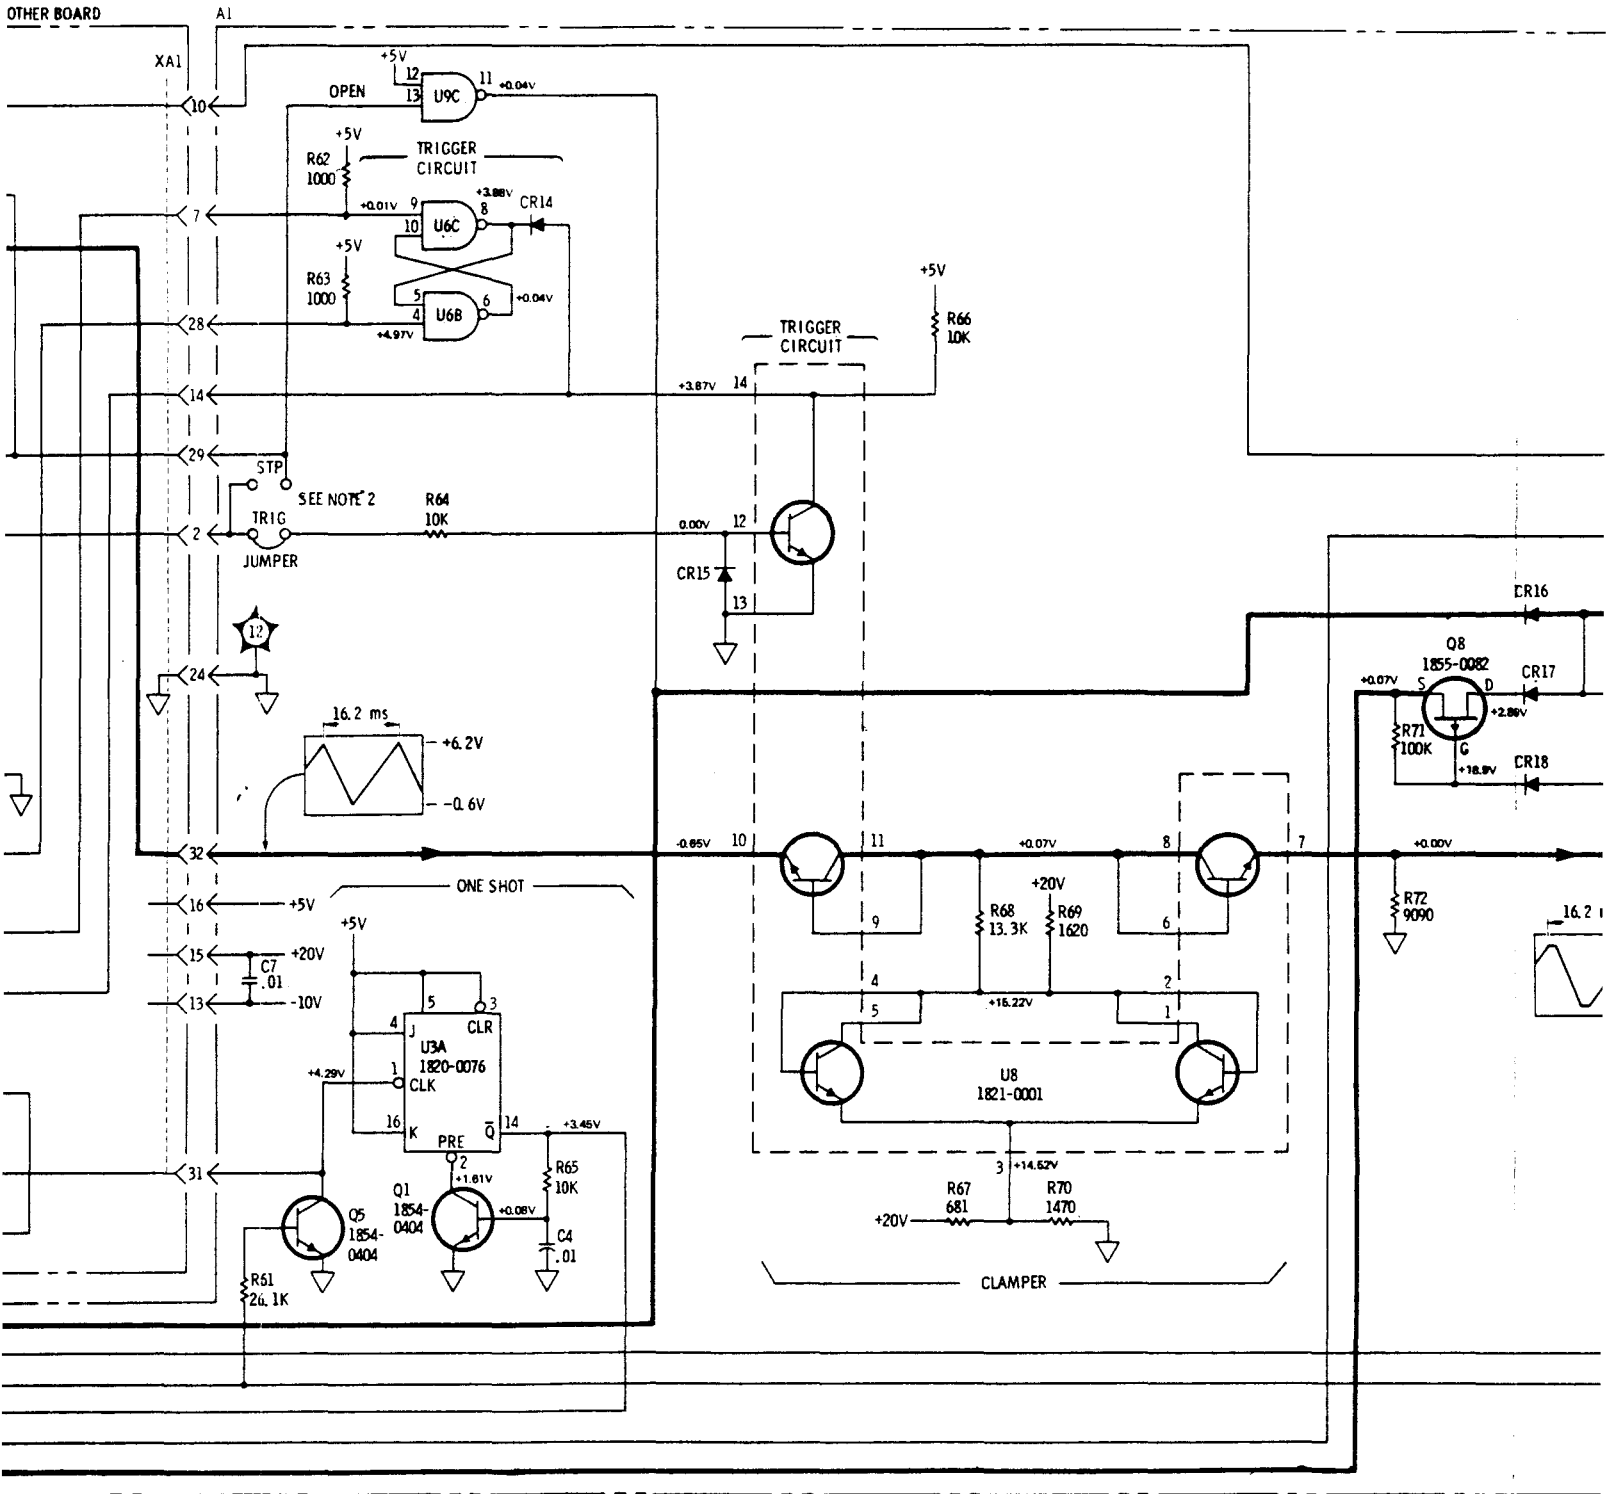 OTHER BOARD
A1
XA1
+5V
12
13
U9C
11
+0.04V
OPEN
10
+5V
R62
1000
TRIGGER
CIRCUIT
+0.01V
9
10
U6C
+3.88V
8
CR14
7
+5V
R63
1000
5
4
U6B
6
+0.04V
+4.97V
28
+5V
R66
10K
TRIGGER
CIRCUIT
14
+3.87V
14
29
STP
SEE NOTE 2
TRIG
JUMPER
2
R64
10K
0.00V
12
CR15
13
12
24
CR16
Q8
1855-0082
+0.07V
S
D
CR17
+2.89V
R71
100K
G
+18.9V
CR18
16.2 ms
+6.2V
-0.6V
32
-0.65V
10
11
+0.07V
8
7
+0.00V
ONE SHOT
16
+5V
15
+20V
C7
.01
13
-10V
+5V
9
R68
13.3K
+20V
R69
1620
6
R72
9090
16.2
4
5
+15.22V
2
1
5
3
4
J
CLR
U3A
1820-0076
+4.29V
1
CLK
16
K
Q̅
14
+3.45V
PRE
2
+1.61V
U8
1821-0001
31
R65
10K
Q5
1854-
0404
Q1
1854-
0404
+0.08V
C4
.01
R61
26.1K
3
+14.52V
R67
681
R70
1470
+20V
CLAMPER